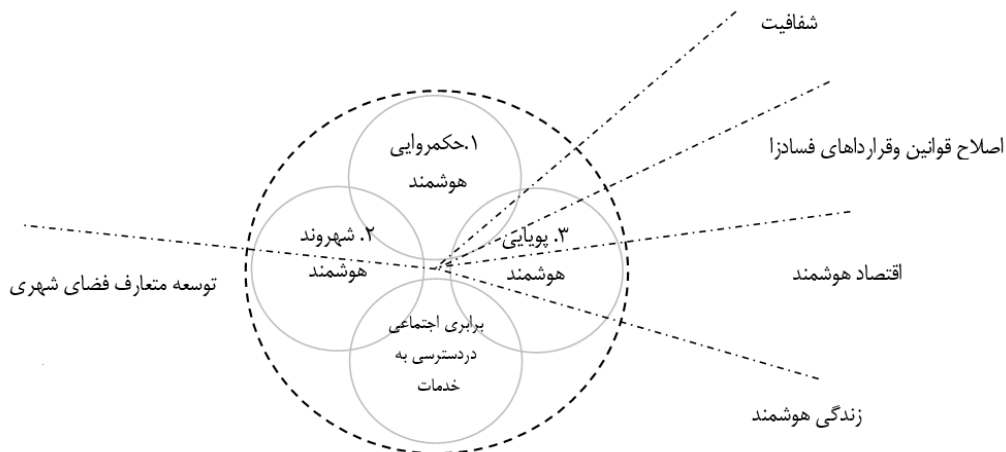 شفافیت
اصلاح قوانین وقرارداهای فسادزا
اقتصاد هوشمند
زندگی هوشمند
۱.حکمروایی
هوشمند
۳. پویایی
هوشمند
۲. شهروند
هوشمند
برابری اجتماعی
دردسترسی به
خدمات
توسعه متعارف فضای شهری